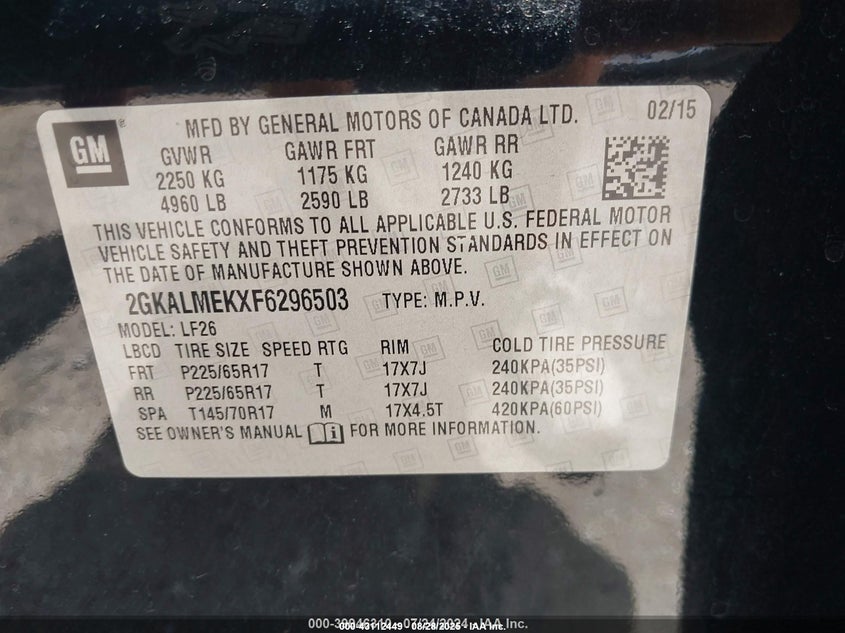 GM
MFD BY GENERAL MOTORS OF CANADA LTD. 02/15
GVWR GAWR FRT GAWR RR
2250 KG 1175 KG 1240 KG
4960 LB 2590 LB 2733 LB
THIS VEHICLE CONFORMS TO ALL APPLICABLE U.S. FEDERAL MOTOR
VEHICLE SAFETY AND THEFT PREVENTION STANDARDS IN EFFECT ON
THE DATE OF MANUFACTURE SHOWN ABOVE.
2GKALMEKXF6296503 TYPE: M.P.V.
MODEL: LF26
LBCD TIRE SIZE SPEED RTG RIM COLD TIRE PRESSURE
FRT P225/65R17 T 17X7J 240KPA(35PSI)
RR P225/65R17 T 17X7J 240KPA(35PSI)
SPA T145/70R17 M 17X4.5T 420KPA(60PSI)
SEE OWNER'S MANUAL FOR MORE INFORMATION.
IAA Inc.
000-43112449 IAA Inc.